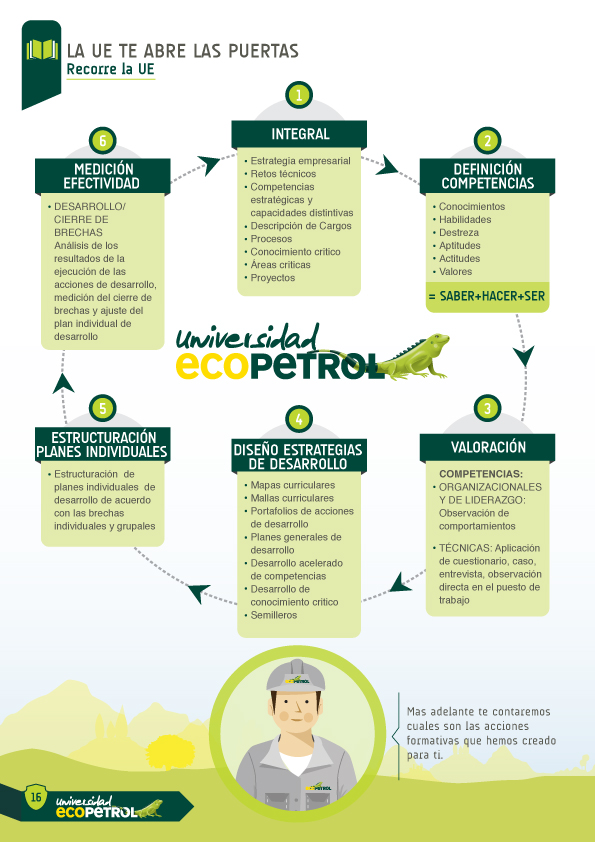 LA UE TE ABRE LAS PUERTAS
Recorre la UE
1
INTEGRAL
• Estrategia empresarial
• Retos técnicos
• Competencias
estratégicas y
capacidades distintivas
• Descripción de Cargos
• Procesos
• Conocimiento critico
• Áreas criticas
• Proyectos
2
DEFINICIÓN
COMPETENCIAS
• Conocimientos
• Habilidades
• Destreza
• Aptitudes
• Actitudes
• Valores
= SABER+HACER+SER
3
VALORACIÓN
COMPETENCIAS:
• ORGANIZACIONALES
Y DE LIDERAZGO:
Observación de
comportamientos
• TÉCNICAS: Aplicación
de cuestionario, caso,
entrevista, observación
directa en el puesto de
trabajo
4
DISEÑO ESTRATEGIAS
DE DESARROLLO
• Mapas curriculares
• Mallas curriculares
• Portafolios de acciones
de desarrollo
• Planes generales de
desarrollo
• Desarrollo acelerado
de competencias
• Desarrollo de
conocimiento critico
• Semilleros
5
ESTRUCTURACIÓN
PLANES INDIVIDUALES
• Estructuración de
planes individuales de
desarrollo de acuerdo
con las brechas
individuales y grupales
6
MEDICIÓN
EFECTIVIDAD
• DESARROLLO/
CIERRE DE
BRECHAS
Análisis de los
resultados de la
ejecución de las
acciones de desarrollo,
medición del cierre de
brechas y ajuste del
plan individual de
desarrollo
universidad
ecopetrol
ecopetrol
ecopetrol
Mas adelante te contaremos
cuales son las acciones
formativas que hemos creado
para ti.
16
universidad
ecopetrol